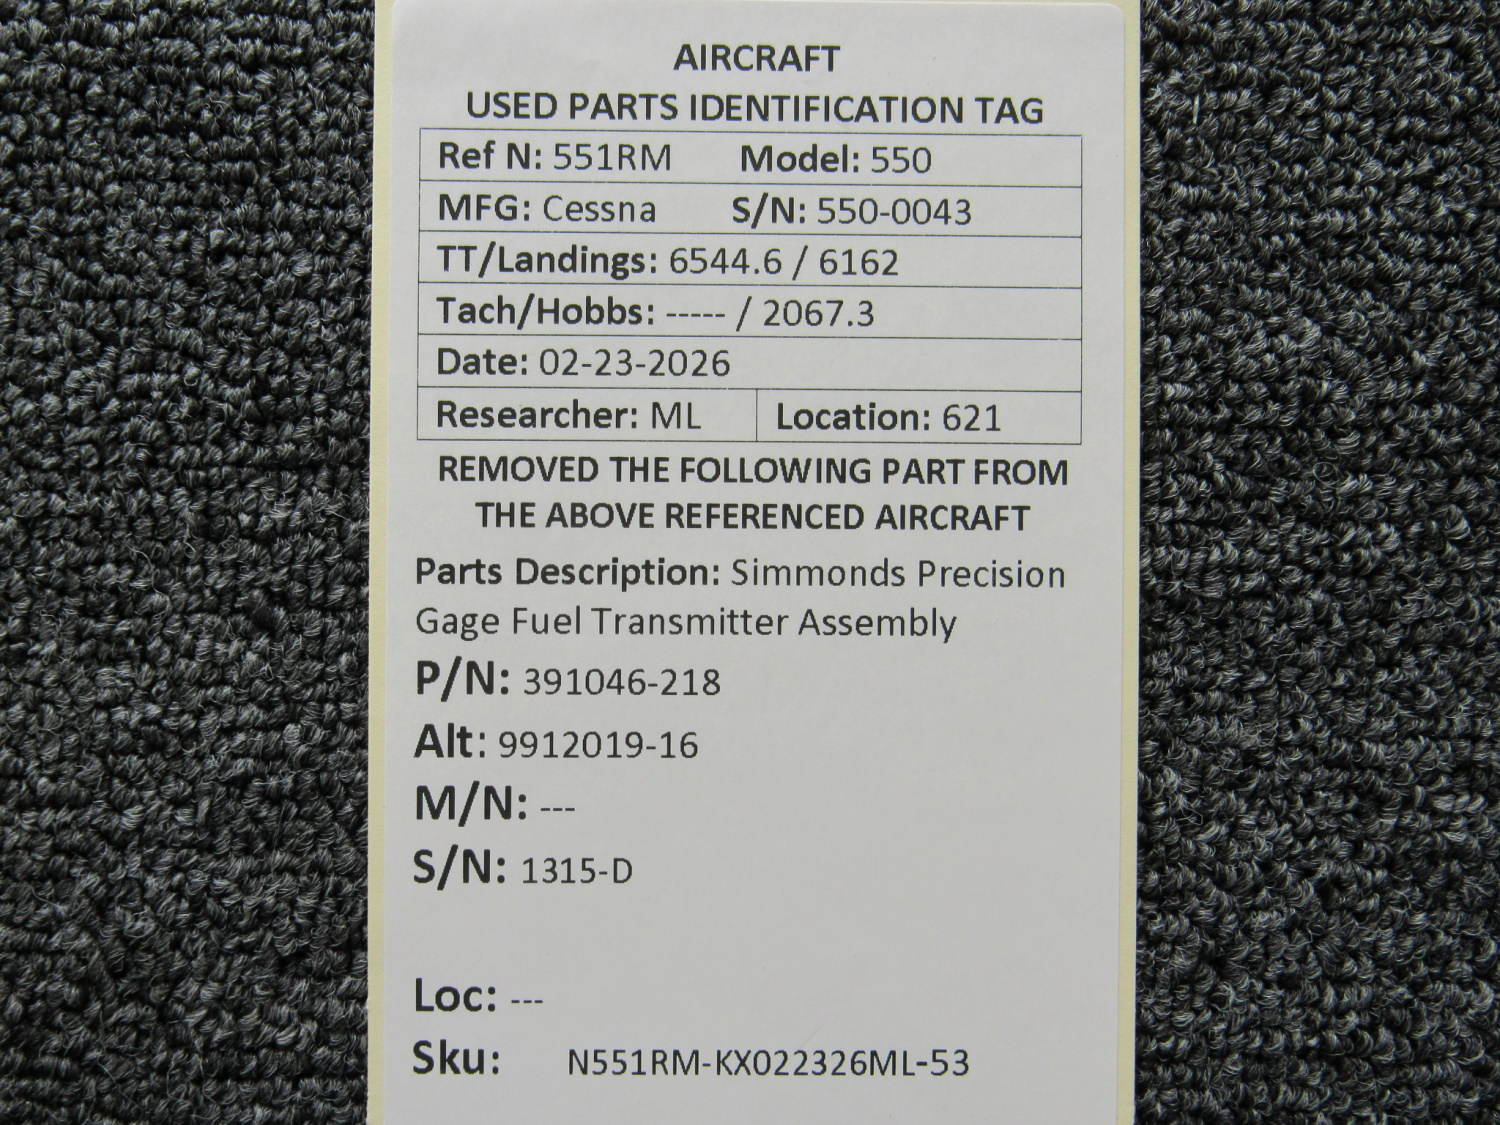 AIRCRAFT
USED PARTS IDENTIFICATION TAG
Ref N: 551RM Model: 550
MFG: Cessna S/N: 550-0043
TT/Landings: 6544.6 / 6162
Tach/Hobbs: ----- / 2067.3
Date: 02-23-2026
Researcher: ML Location: 621
REMOVED THE FOLLOWING PART FROM
THE ABOVE REFERENCED AIRCRAFT
Parts Description: Simmonds Precision
Gage Fuel Transmitter Assembly
P/N: 391046-218
Alt: 9912019-16
M/N: ---
S/N: 1315-D
Loc: ---
Sku: N551RM-KX022326ML-53